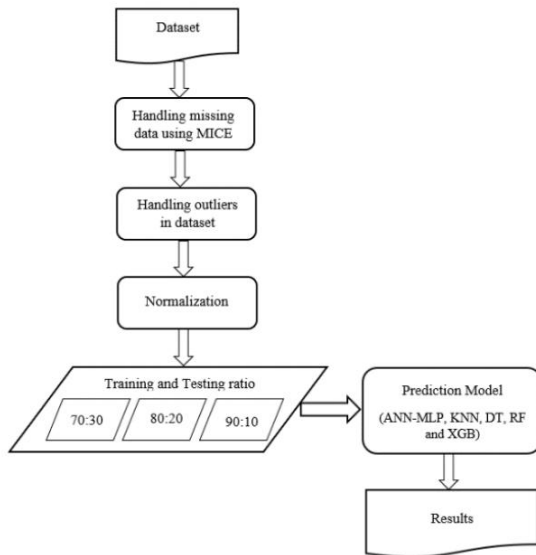 Dataset
Handling missing
data using MICE
Handling outliers
in dataset
Normalization
Training and Testing ratio
70:30
80:20
90:10
Prediction Model
(ANN-MLP, KNN, DT, RF
and XGB)
Results